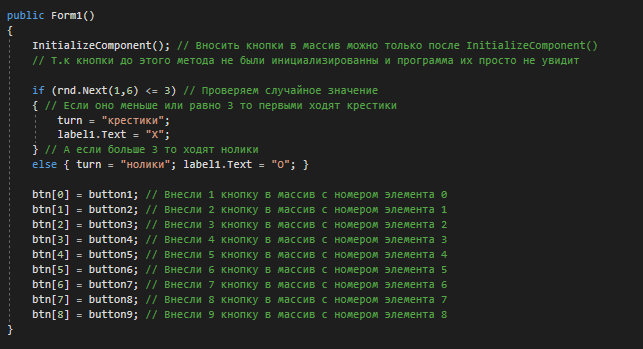 public Form1()
{
InitializeComponent(); // Вносить кнопки в массив можно только после InitializeComponent()
// Т.к кнопки до этого метода не были инициализированны и программа их просто не увидит
if (rnd.Next(1,6) <= 3) // Проверяем случайное значение
{ // Если оно меньше или равно 3 то первыми ходят крестики
turn = "крестики";
label1.Text = "X";
} // А если больше 3 то ходят нолики
else { turn = "нолики"; label1.Text = "O"; }
btn[0] = button1; // Внесли 1 кнопку в массив с номером элемента 0
btn[1] = button2; // Внесли 2 кнопку в массив с номером элемента 1
btn[2] = button3; // Внесли 3 кнопку в массив с номером элемента 2
btn[3] = button4; // Внесли 4 кнопку в массив с номером элемента 3
btn[4] = button5; // Внесли 5 кнопку в массив с номером элемента 4
btn[5] = button6; // Внесли 6 кнопку в массив с номером элемента 5
btn[6] = button7; // Внесли 7 кнопку в массив с номером элемента 6
btn[7] = button8; // Внесли 8 кнопку в массив с номером элемента 7
btn[8] = button9; // Внесли 9 кнопку в массив с номером элемента 8
}